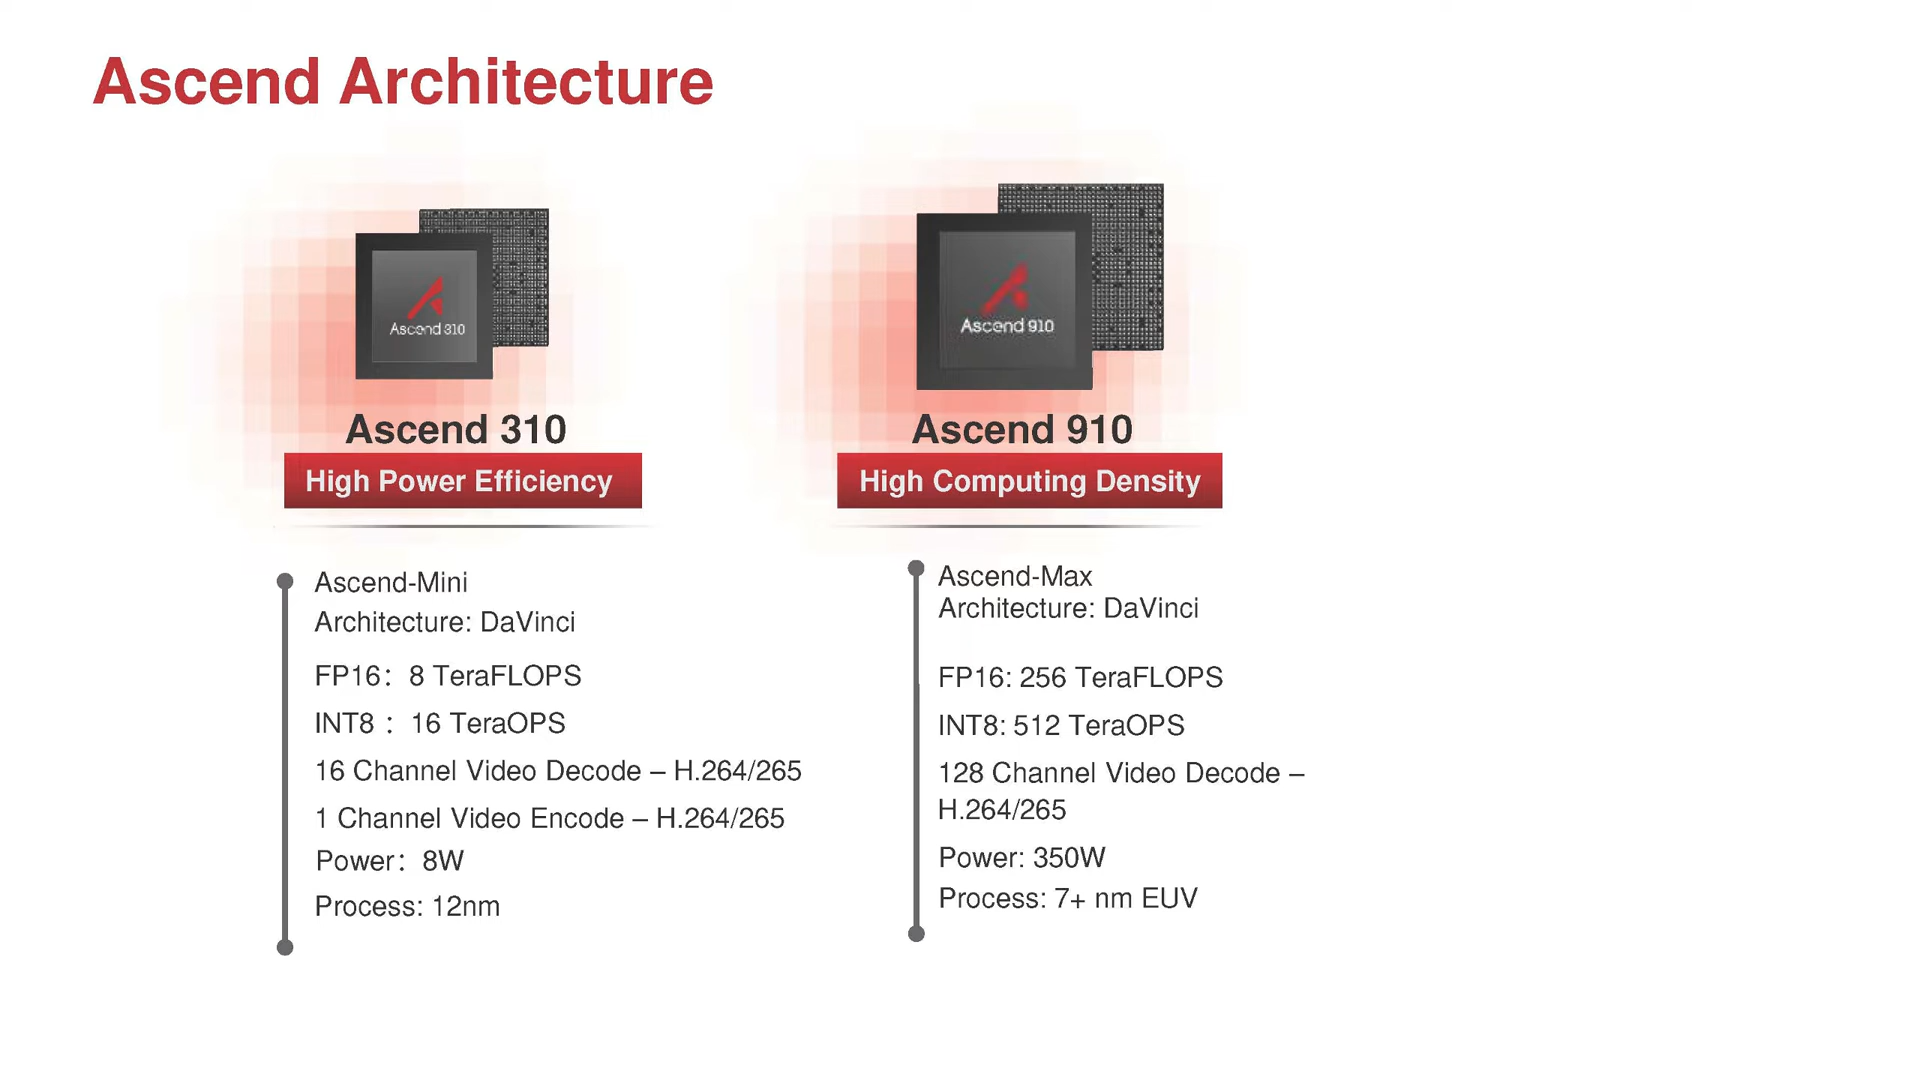 Ascend Architecture
Ascend 310
Ascend 310
High Power Efficiency
Ascend-Mini
Architecture: DaVinci
FP16： 8 TeraFLOPS
INT8 ： 16 TeraOPS
16 Channel Video Decode – H.264/265
1 Channel Video Encode – H.264/265
Power： 8W
Process: 12nm
Ascend 910
Ascend 910
High Computing Density
Ascend-Max
Architecture: DaVinci
FP16: 256 TeraFLOPS
INT8: 512 TeraOPS
128 Channel Video Decode –
H.264/265
Power: 350W
Process: 7+ nm EUV